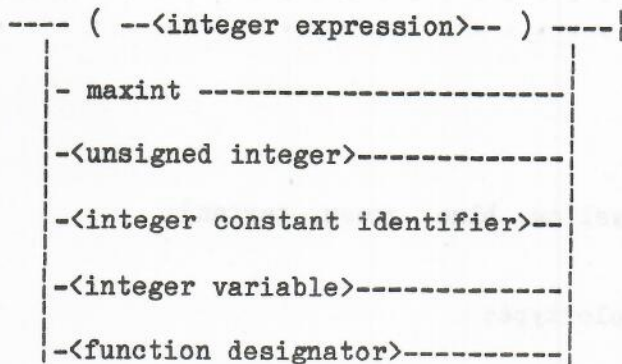 ---- ( --<integer expression>-- ) ----|
|- maxint ----------------------|
|-<unsigned integer>------------|
|-<integer constant identifier>--|
|-<integer variable>------------|
|-<function designator>----------|